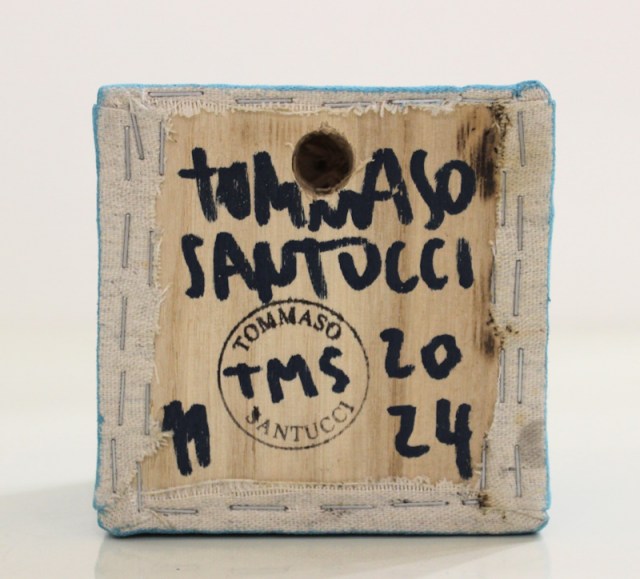 TOMMASO
SANTUCCI
TOMMASO
TMS
SANTUCCI
20
11
24